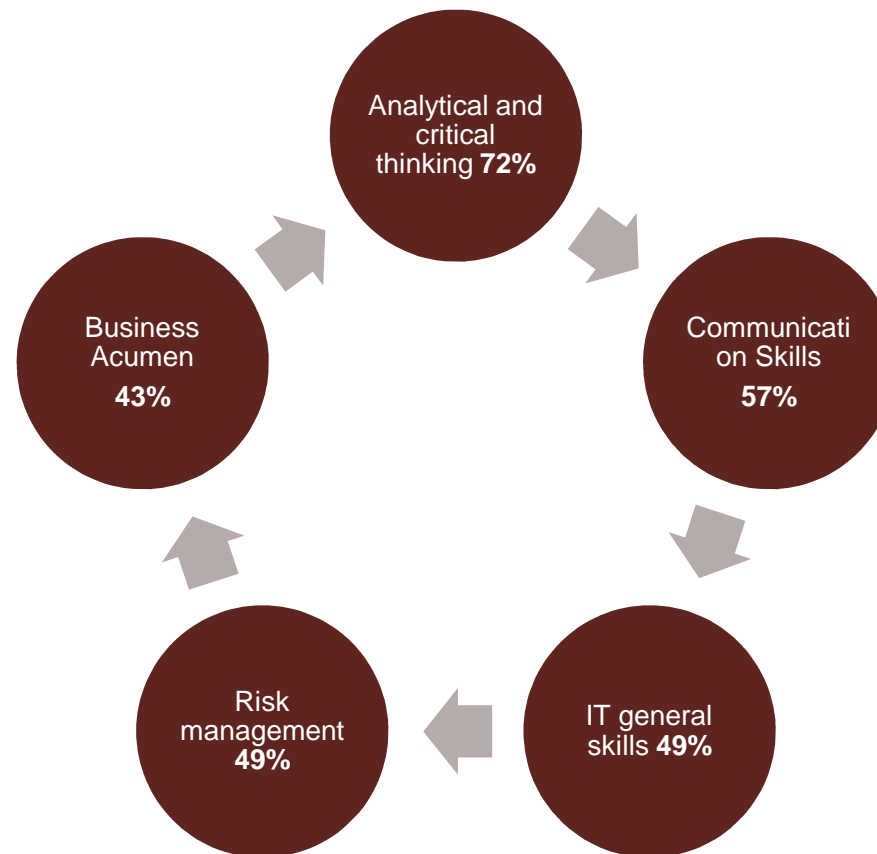 Analytical and
critical
thinking 72%
Communicati
on Skills
57%
IT general
skills 49%
Risk
management
49%
Business
Acumen
43%